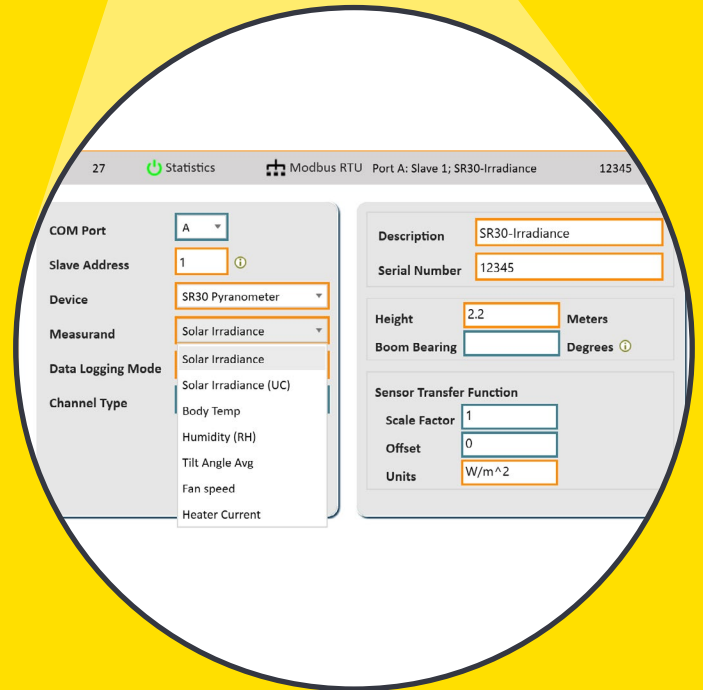 27 Statistics Modbus RTU Port A: Slave 1; SR30-Irradiance 12345
COM Port A
Slave Address 1
Device SR30 Pyranometer
Measurand Solar Irradiance
Data Logging Mode
Channel Type
Solar Irradiance
Solar Irradiance (UC)
Body Temp
Humidity (RH)
Tilt Angle Avg
Fan speed
Heater Current
Description SR30-Irradiance
Serial Number 12345
Height 2.2 Meters
Boom Bearing Degrees
Sensor Transfer Function
Scale Factor 1
Offset 0
Units W/m^2